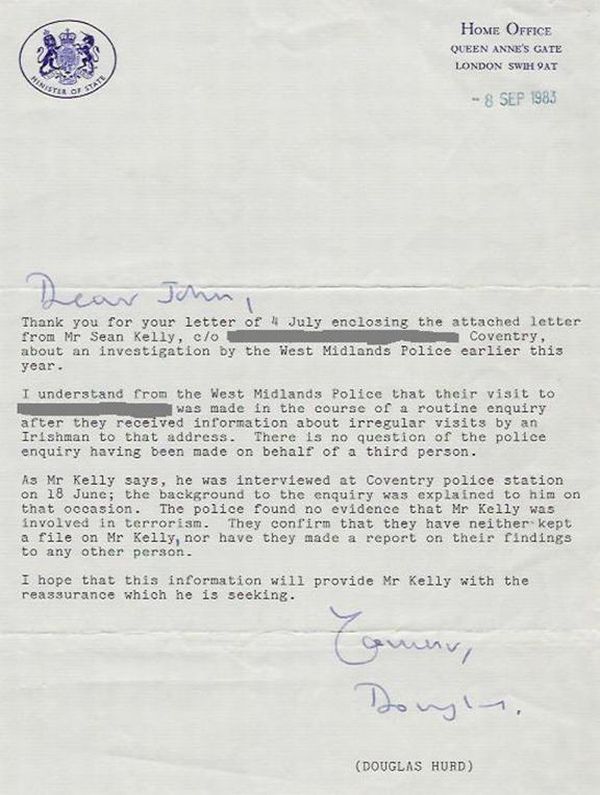 MINISTER OF STATE
HOME OFFICE
QUEEN ANNE'S GATE
LONDON SWIH 9AT
- 8 SEP 1983
Dear John,
Thank you for your letter of 4 July enclosing the attached letter
from Mr Sean Kelly, c/o Coventry,
about an investigation by the West Midlands Police earlier this
year.
I understand from the West Midlands Police that their visit to
was made in the course of a routine enquiry
after they received information about irregular visits by an
Irishman to that address. There is no question of the police
enquiry having been made on behalf of a third person.
As Mr Kelly says, he was interviewed at Coventry police station
on 18 June; the background to the enquiry was explained to him on
that occasion. The police found no evidence that Mr Kelly was
involved in terrorism. They confirm that they have neither kept
a file on Mr Kelly, nor have they made a report on their findings
to any other person.
I hope that this information will provide Mr Kelly with the
reassurance which he is seeking.
Yours,
Douglas.
(DOUGLAS HURD)